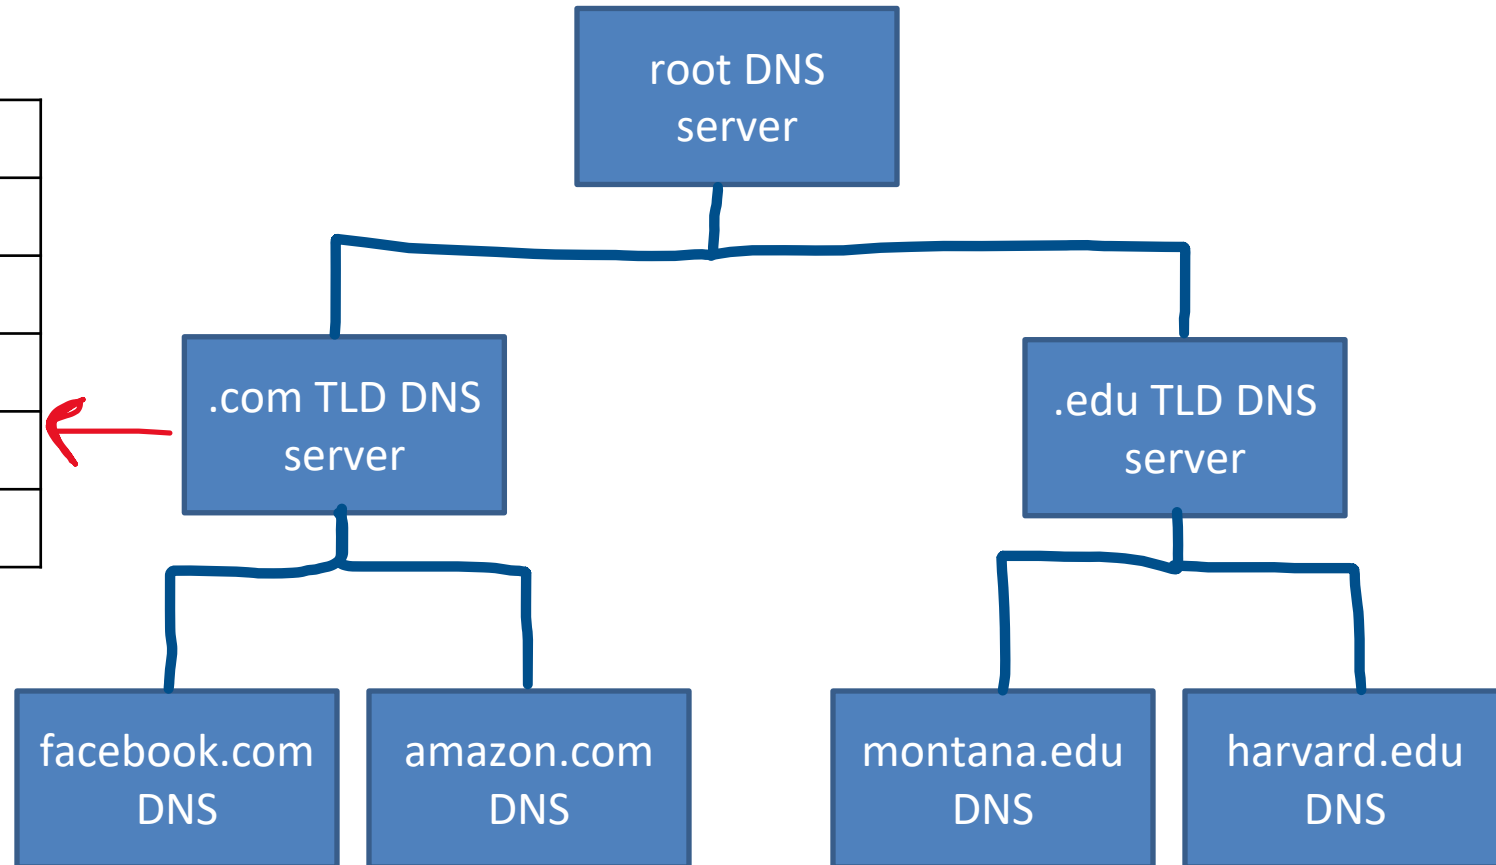 root DNS
server
.com TLD DNS
server
.edu TLD DNS
server
facebook.com
DNS
amazon.com
DNS
montana.edu
DNS
harvard.edu
DNS